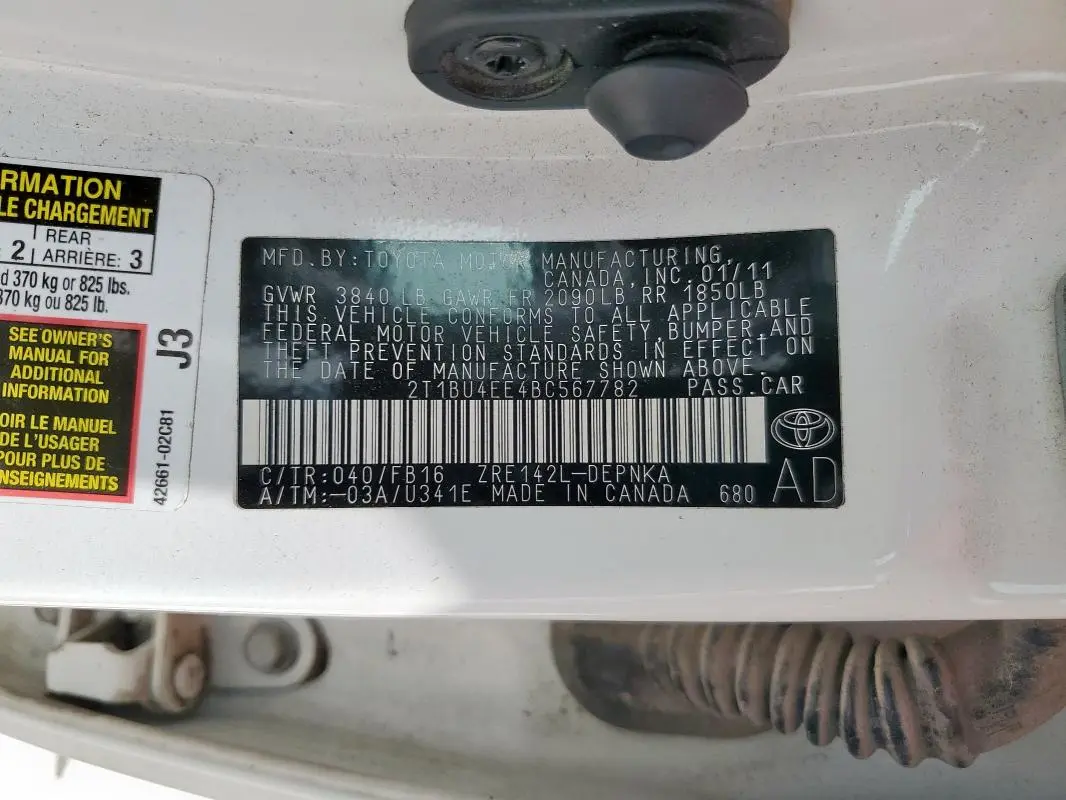 RMATION
LE CHARGEMENT
2 REAR ARRIÈRE: 3
d 370 kg or 825 lbs.
370 kg ou 825 lb.
SEE OWNER'S
MANUAL FOR
ADDITIONAL
INFORMATION
OIR LE MANUEL
DE L'USAGER
POUR PLUS DE
NSEIGNEMENTS
J3
42661-02C81
MFD.BY:TOYOTA MOTOR MANUFACTURING,
CANADA, INC. 01/11
GVWR 3840 LB GAWR FR 2090LB RR 1850LB
THIS VEHICLE CONFORMS TO ALL APPLICABLE
FEDERAL MOTOR VEHICLE SAFETY, BUMPER, AND
THEFT PREVENTION STANDARDS IN EFFECT ON
THE DATE OF MANUFACTURE SHOWN ABOVE.
2T1BU4EE4BC567782 PASS.CAR
C/TR:040/FB16 ZRE142L-DEPNKA
A/TM:-03A/U341E MADE IN CANADA 680 AD